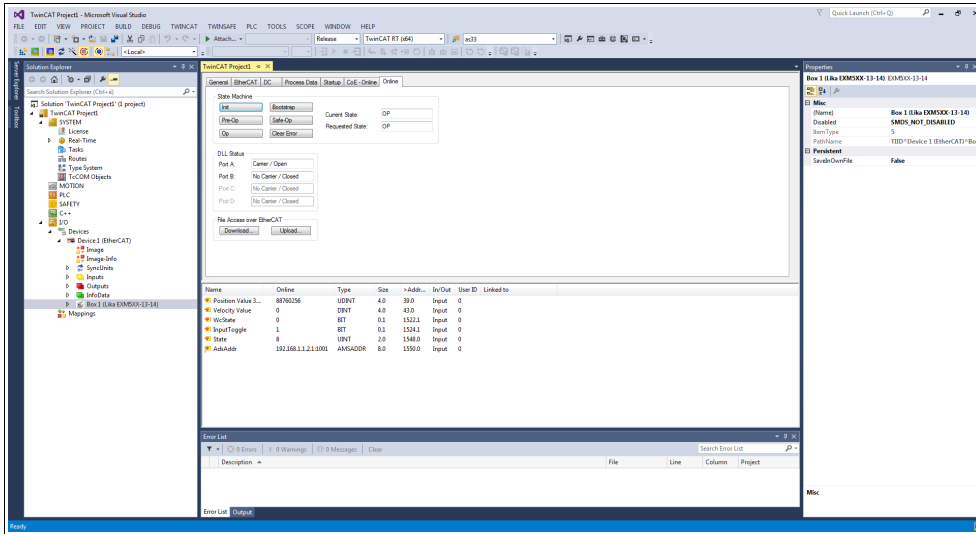 TwinCAT Project1 - Microsoft Visual Studio
Quick Launch (Ctrl+Q)
FILE EDIT VIEW PROJECT BUILD DEBUG TWINCAT TWINSAFE PLC TOOLS SCOPE WINDOW HELP
Attach... Release TwinCAT RT (x64) as33
<Local>
Server Explorer
Toolbox
Solution Explorer
Search Solution Explorer (Ctrl+è)
Solution 'TwinCAT Project1' (1 project)
TwinCAT Project1
SYSTEM
License
Real-Time
Tasks
Routes
Type System
TcCOM Objects
MOTION
PLC
SAFETY
C++
I/O
Devices
Device 1 (EtherCAT)
Image
Image-Info
SyncUnits
Inputs
Outputs
InfoData
Box 1 (Lika EXM5XX-13-14)
Mappings
TwinCAT Project1
General EtherCAT DC Process Data Startup CoE - Online Online
State Machine
Init Bootstrap
Pre-Op Safe-Op
Op Clear Error
Current State: OP
Requested State: OP
DLL Status
Port A: Carrier / Open
Port B: No Carrier / Closed
Port C: No Carrier / Closed
Port D: No Carrier / Closed
File Access over EtherCAT
Download... Upload...
Name Online Type Size >Addr... In/Out User ID Linked to
Position Value 3... 88760256 UDINT 4.0 39.0 Input 0
Velocity Value 0 DINT 4.0 43.0 Input 0
WcState 0 BIT 0.1 1522.1 Input 0
InputToggle 1 BIT 0.1 1524.1 Input 0
State 8 UINT 2.0 1548.0 Input 0
AdsAddr 192.168.1.1.2.1:1001 AMSADDR 8.0 1550.0 Input 0
Error List
0 Errors 0 Warnings 0 Messages Clear
Search Error List
Description File Line Column Project
Error List Output
Properties
Box 1 (Lika EXM5XX-13-14) EXM5XX-13-14
Misc
(Name) Box 1 (Lika EXM5XX-13-14)
Disabled SMDS_NOT_DISABLED
ItemType 5
PathName TIID^Device 1 (EtherCAT)^Bo
Persistent
SaveInOwnFile False
Misc
Ready